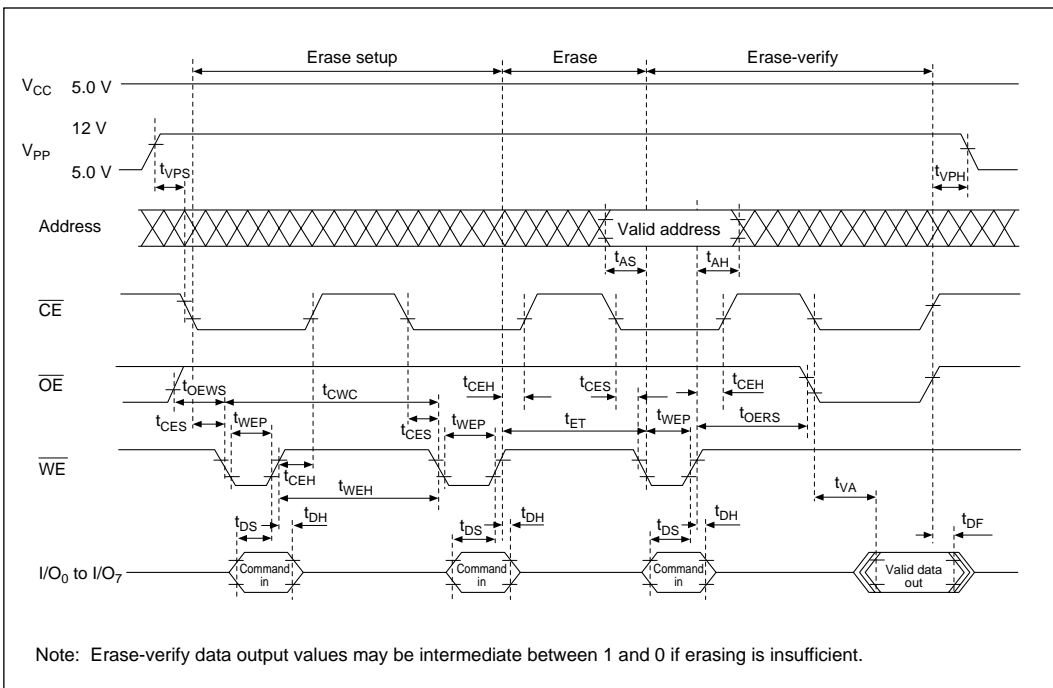 Erase setup Erase Erase-verify
VCC 5.0 V
12 V
VPP
5.0 V
tVPS tVPH
Address Valid address
tAS tAH
CE
OE
tOEWS tCWC tCEH tCES tCEH
tCES tWEP tCES tWEP tET tWEP tOERS
WE
tCEH
tWEH tVA
tDS tDH tDS tDH tDS tDH tDF
I/O0 to I/O7
Command in Command in Command in Valid data out
Note: Erase-verify data output values may be intermediate between 1 and 0 if erasing is insufficient.